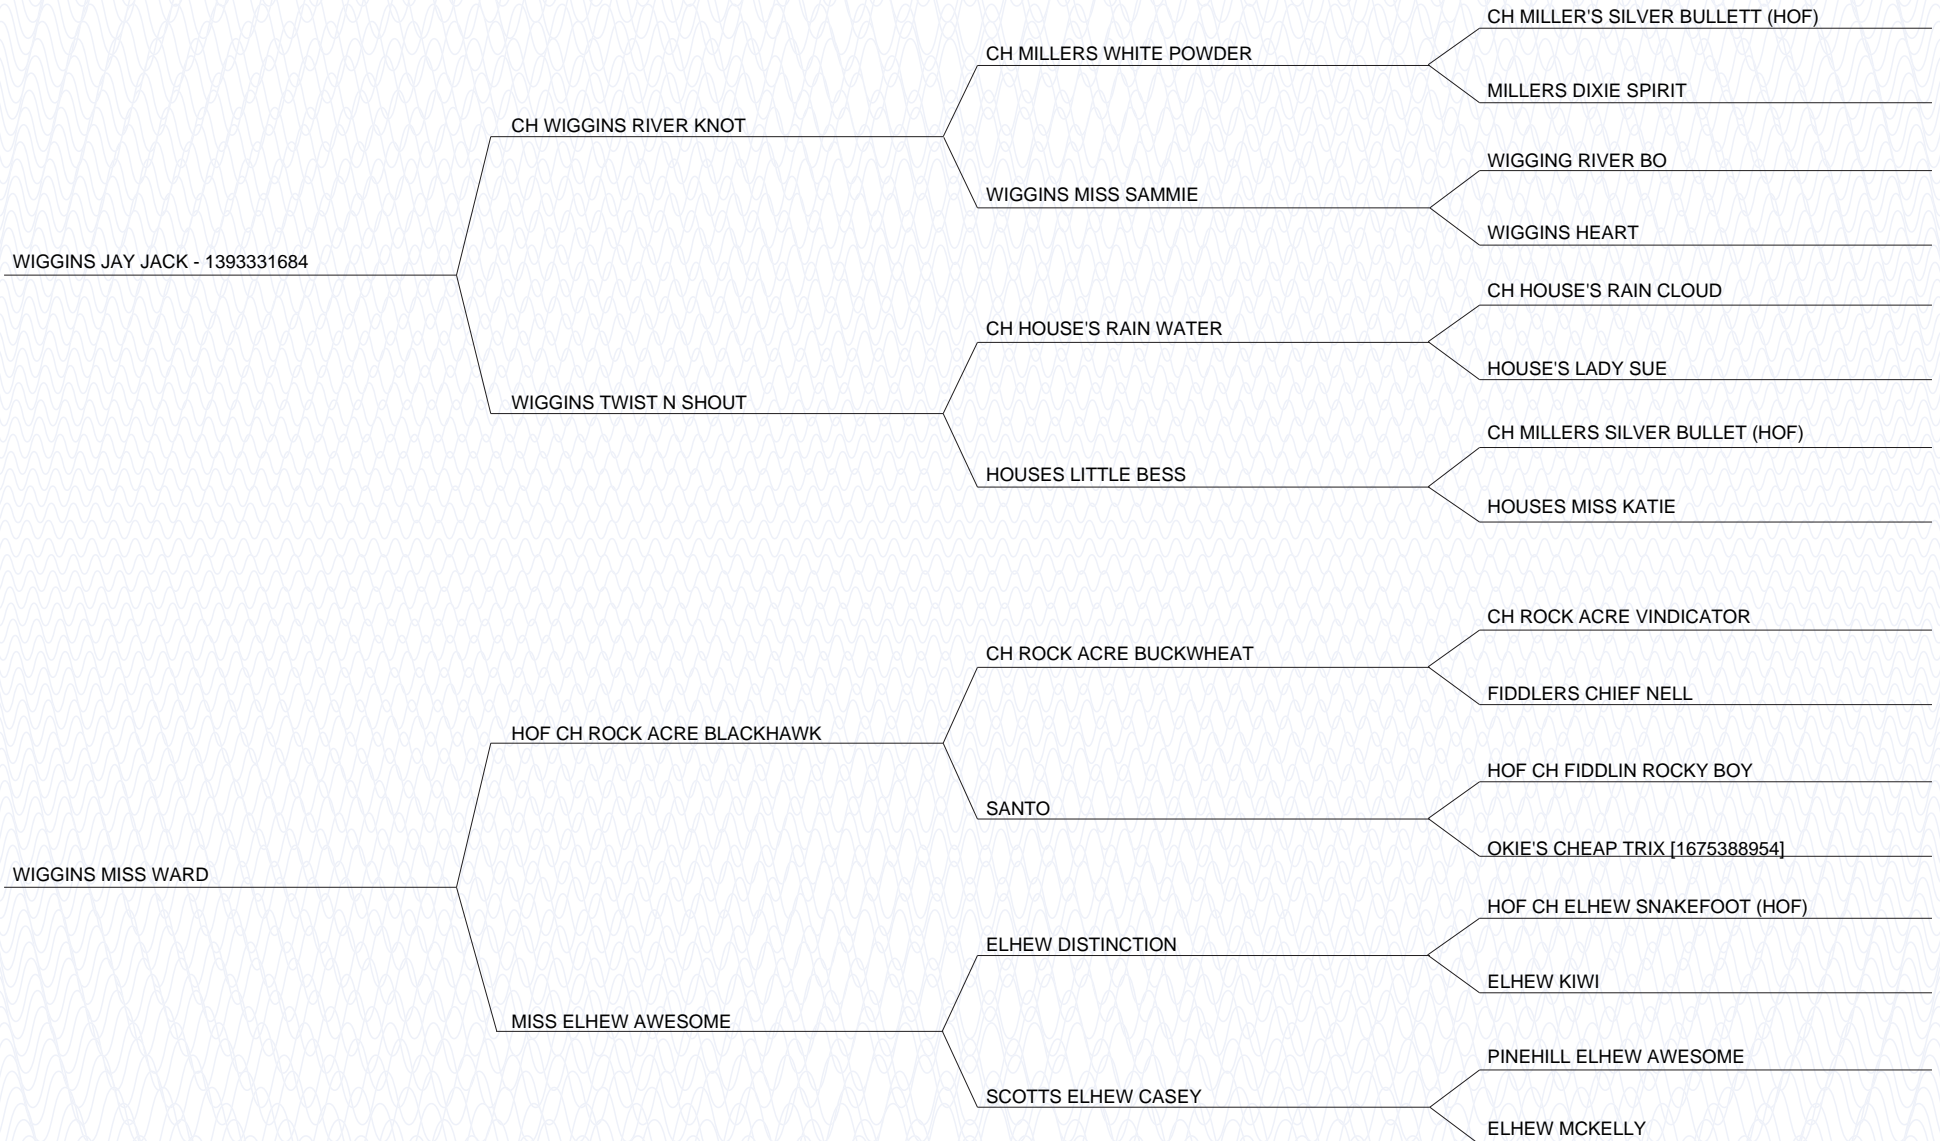 CH MILLER'S SILVER BULLETT (HOF)
CH MILLERS WHITE POWDER
MILLERS DIXIE SPIRIT
CH WIGGINS RIVER KNOT
WIGGING RIVER BO
WIGGINS MISS SAMMIE
WIGGINS HEART
WIGGINS JAY JACK - 1393331684
CH HOUSE'S RAIN CLOUD
CH HOUSE'S RAIN WATER
HOUSE'S LADY SUE
WIGGINS TWIST N SHOUT
CH MILLERS SILVER BULLET (HOF)
HOUSES LITTLE BESS
HOUSES MISS KATIE
CH ROCK ACRE VINDICATOR
CH ROCK ACRE BUCKWHEAT
FIDDLERS CHIEF NELL
HOF CH ROCK ACRE BLACKHAWK
HOF CH FIDDLIN ROCKY BOY
SANTO
OKIE'S CHEAP TRIX [1675388954]
WIGGINS MISS WARD
HOF CH ELHEW SNAKEFOOT (HOF)
ELHEW DISTINCTION
ELHEW KIWI
MISS ELHEW AWESOME
PINEHILL ELHEW AWESOME
SCOTTS ELHEW CASEY
ELHEW MCKELLY